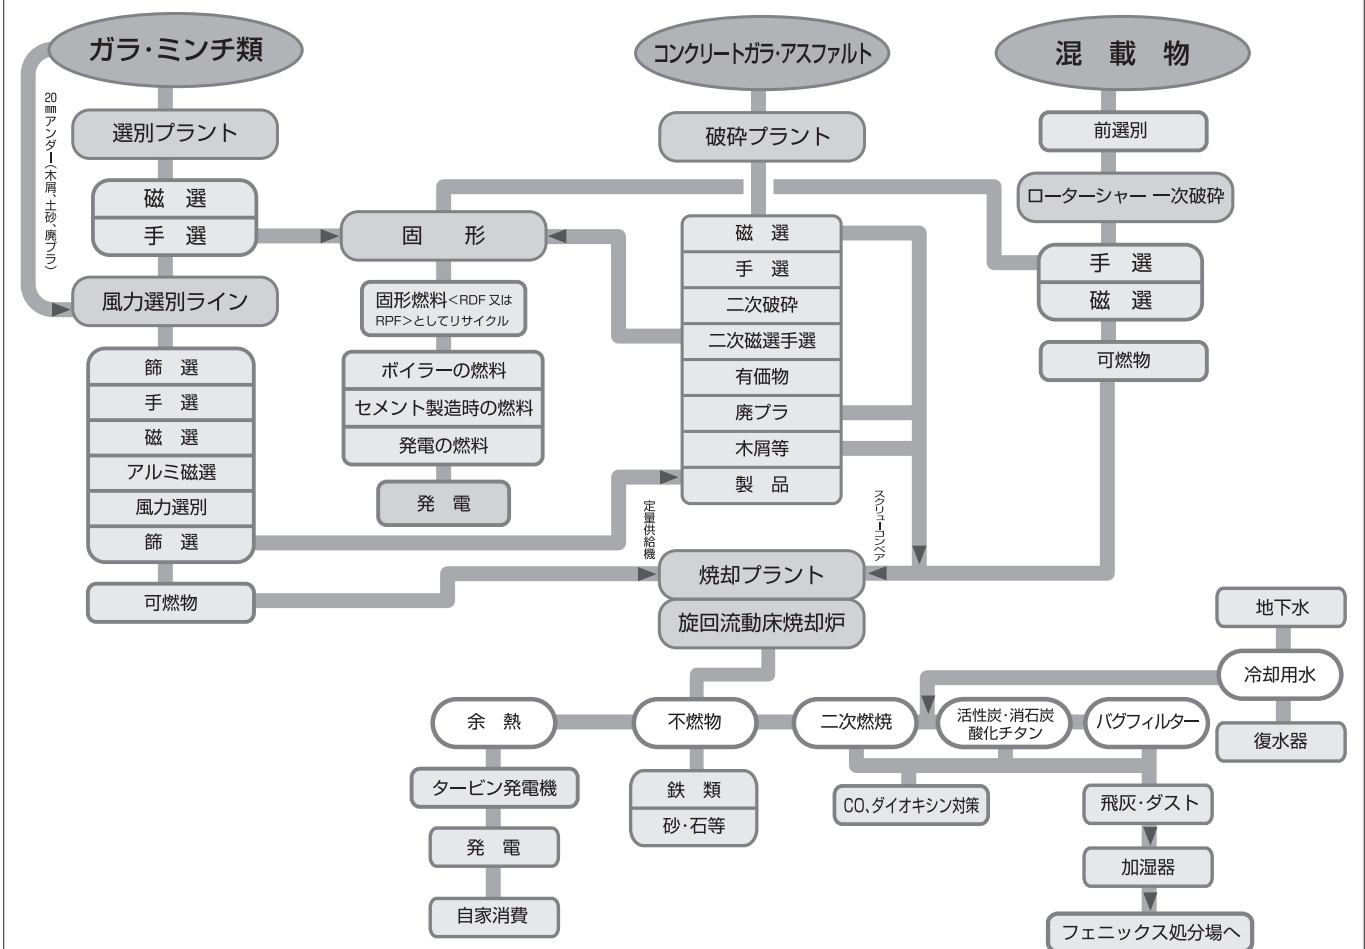 ガラ・ミンチ類
20㎜アンダー(木屑、土砂、廃プラ)
選別プラント
磁 選
手 選
風力選別ライン
篩 選
手 選
磁 選
アルミ磁選
風力選別
篩 選
可燃物
固 形
固形燃料<RDF又は
RPF>としてリサイクル
ボイラーの燃料
セメント製造時の燃料
発電の燃料
発 電
コンクリートガラ・アスファルト
破砕プラント
磁 選
手 選
二次破砕
二次磁選手選
有価物
廃プラ
木屑等
製 品
混 載 物
前選別
ローターシャー 一次破砕
手 選
磁 選
可燃物
定量供給機
スクリューコンベア
焼却プラント
旋回流動床焼却炉
地下水
冷却用水
復水器
余 熱
不燃物
二次燃焼
活性炭・消石炭
酸化チタン
バグフィルター
タービン発電機
発 電
自家消費
鉄 類
砂・石等
CO、ダイオキシン対策
飛灰・ダスト
加湿器
フェニックス処分場へ